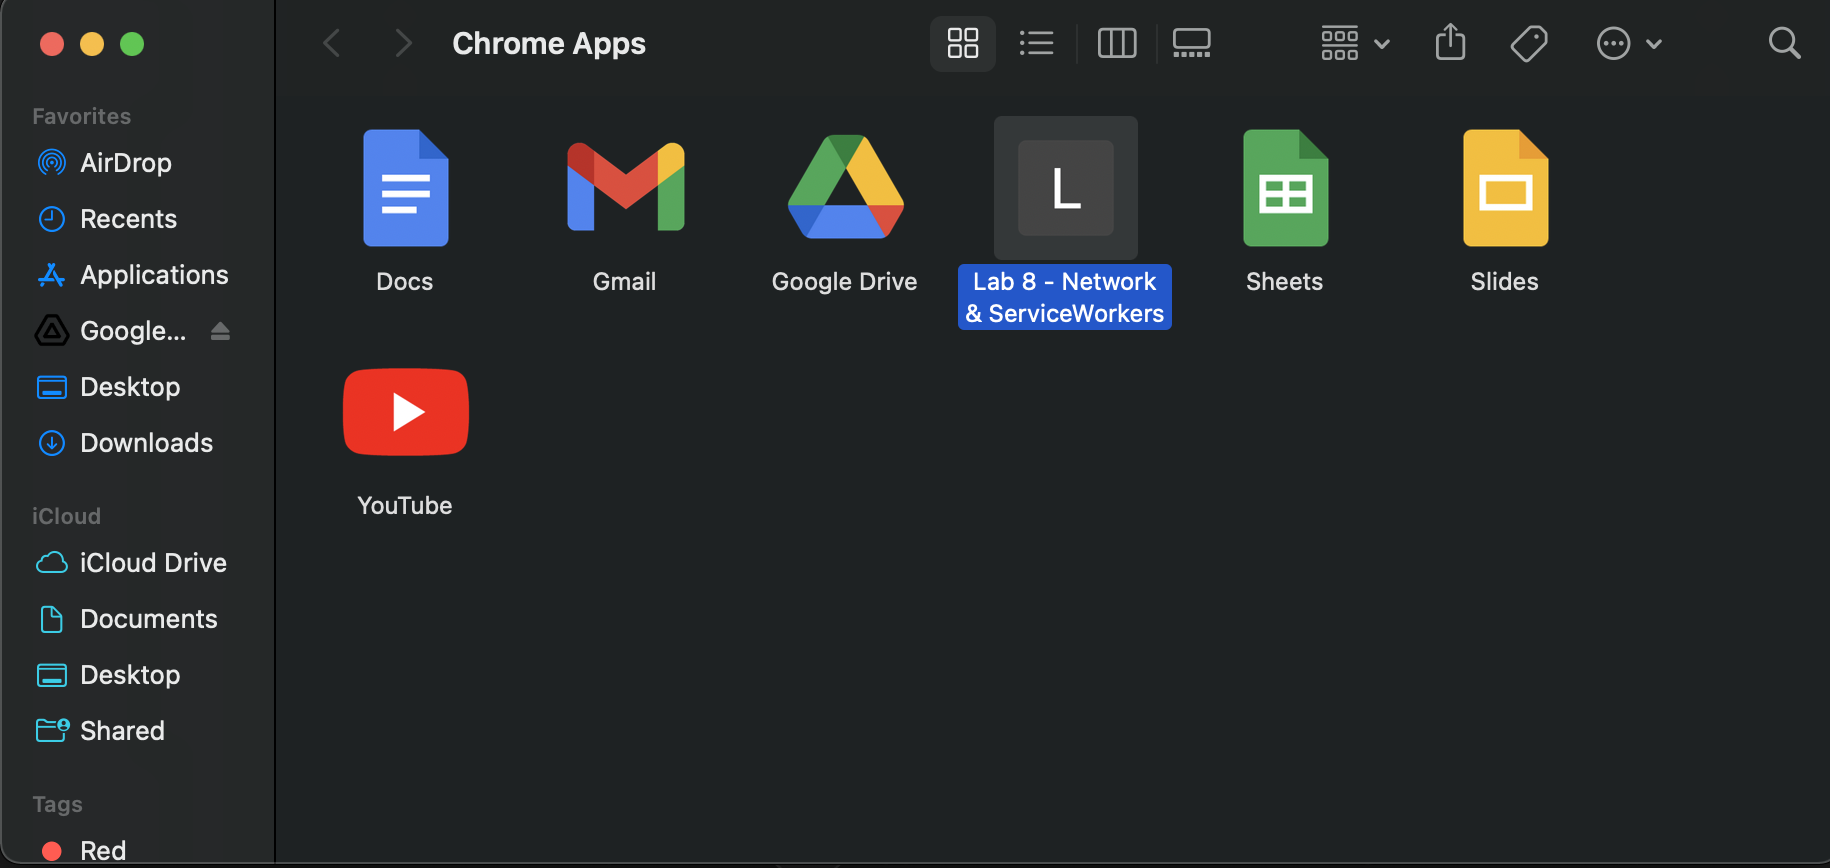 Chrome Apps
Favorites
AirDrop
Recents
Applications
Google...
Desktop
Downloads
iCloud
iCloud Drive
Documents
Desktop
Shared
Tags
Red
Docs
Gmail
Google Drive
L
Lab 8 - Network
& ServiceWorkers
Sheets
Slides
YouTube